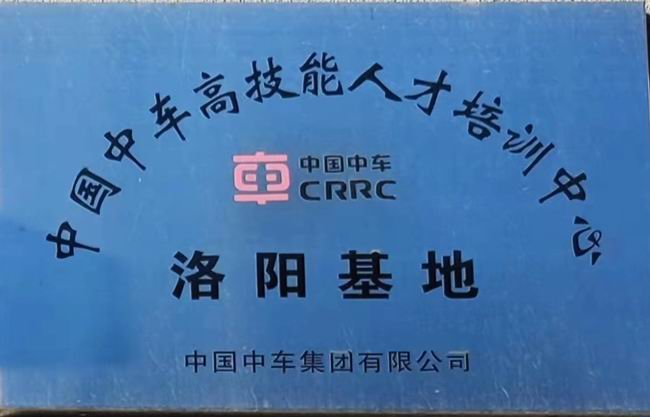 中国中车高技能人才培训中心
中国中车
CRRC
洛阳基地
中国中车集团有限公司